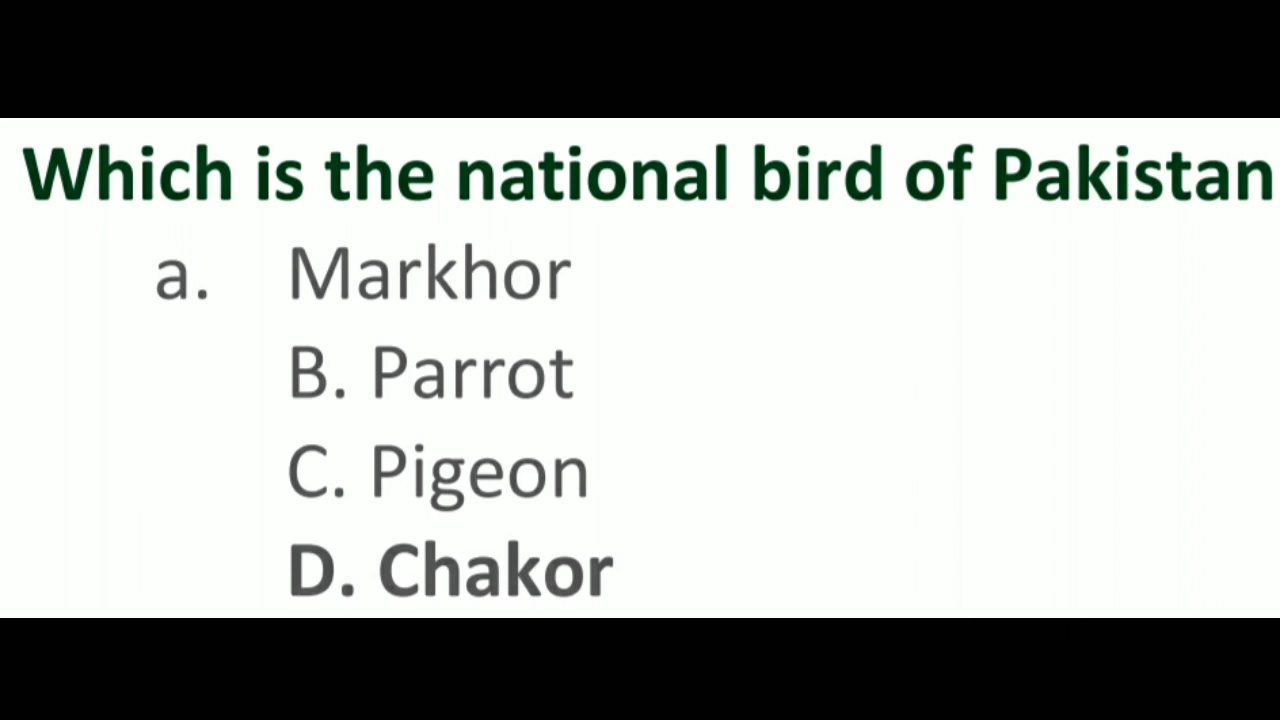 Which is the national bird of Pakistan
a. Markhor
B. Parrot
C. Pigeon
D. Chakor